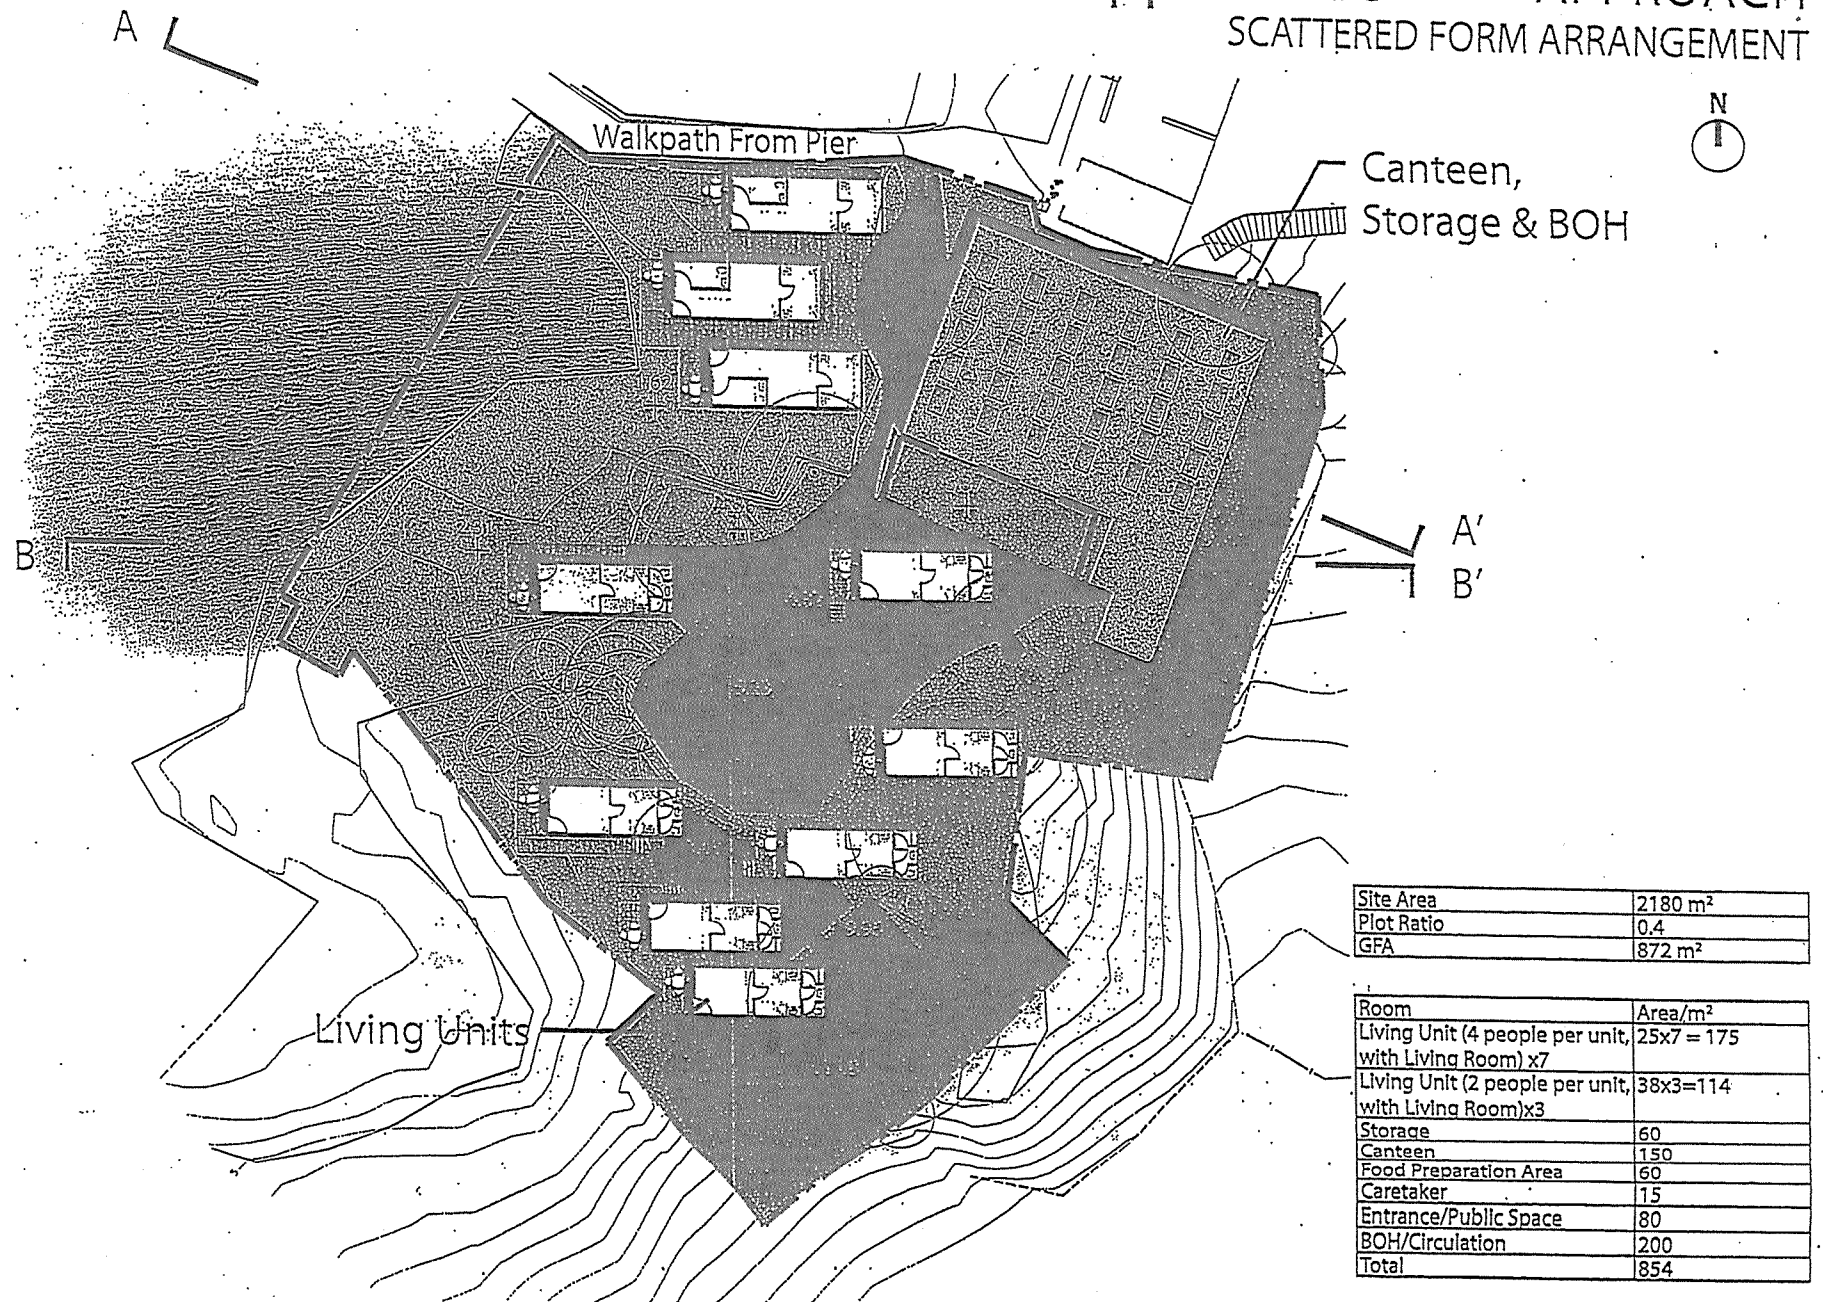 APPROACH
SCATTERED FORM ARRANGEMENT
A
N
Walkpath From Pier
Canteen,
Storage & BOH
A'
B
B'
Living Units
Site Area 2180 m²
Plot Ratio 0.4
GFA 872 m²
Room Area/m²
Living Unit (4 people per unit, 25x7 = 175
with Living Room) x7
Living Unit (2 people per unit, 38x3=114
with Living Room)x3
Storage 60
Canteen 150
Food Preparation Area 60
Caretaker 15
Entrance/Public Space 80
BOH/Circulation 200
Total 854